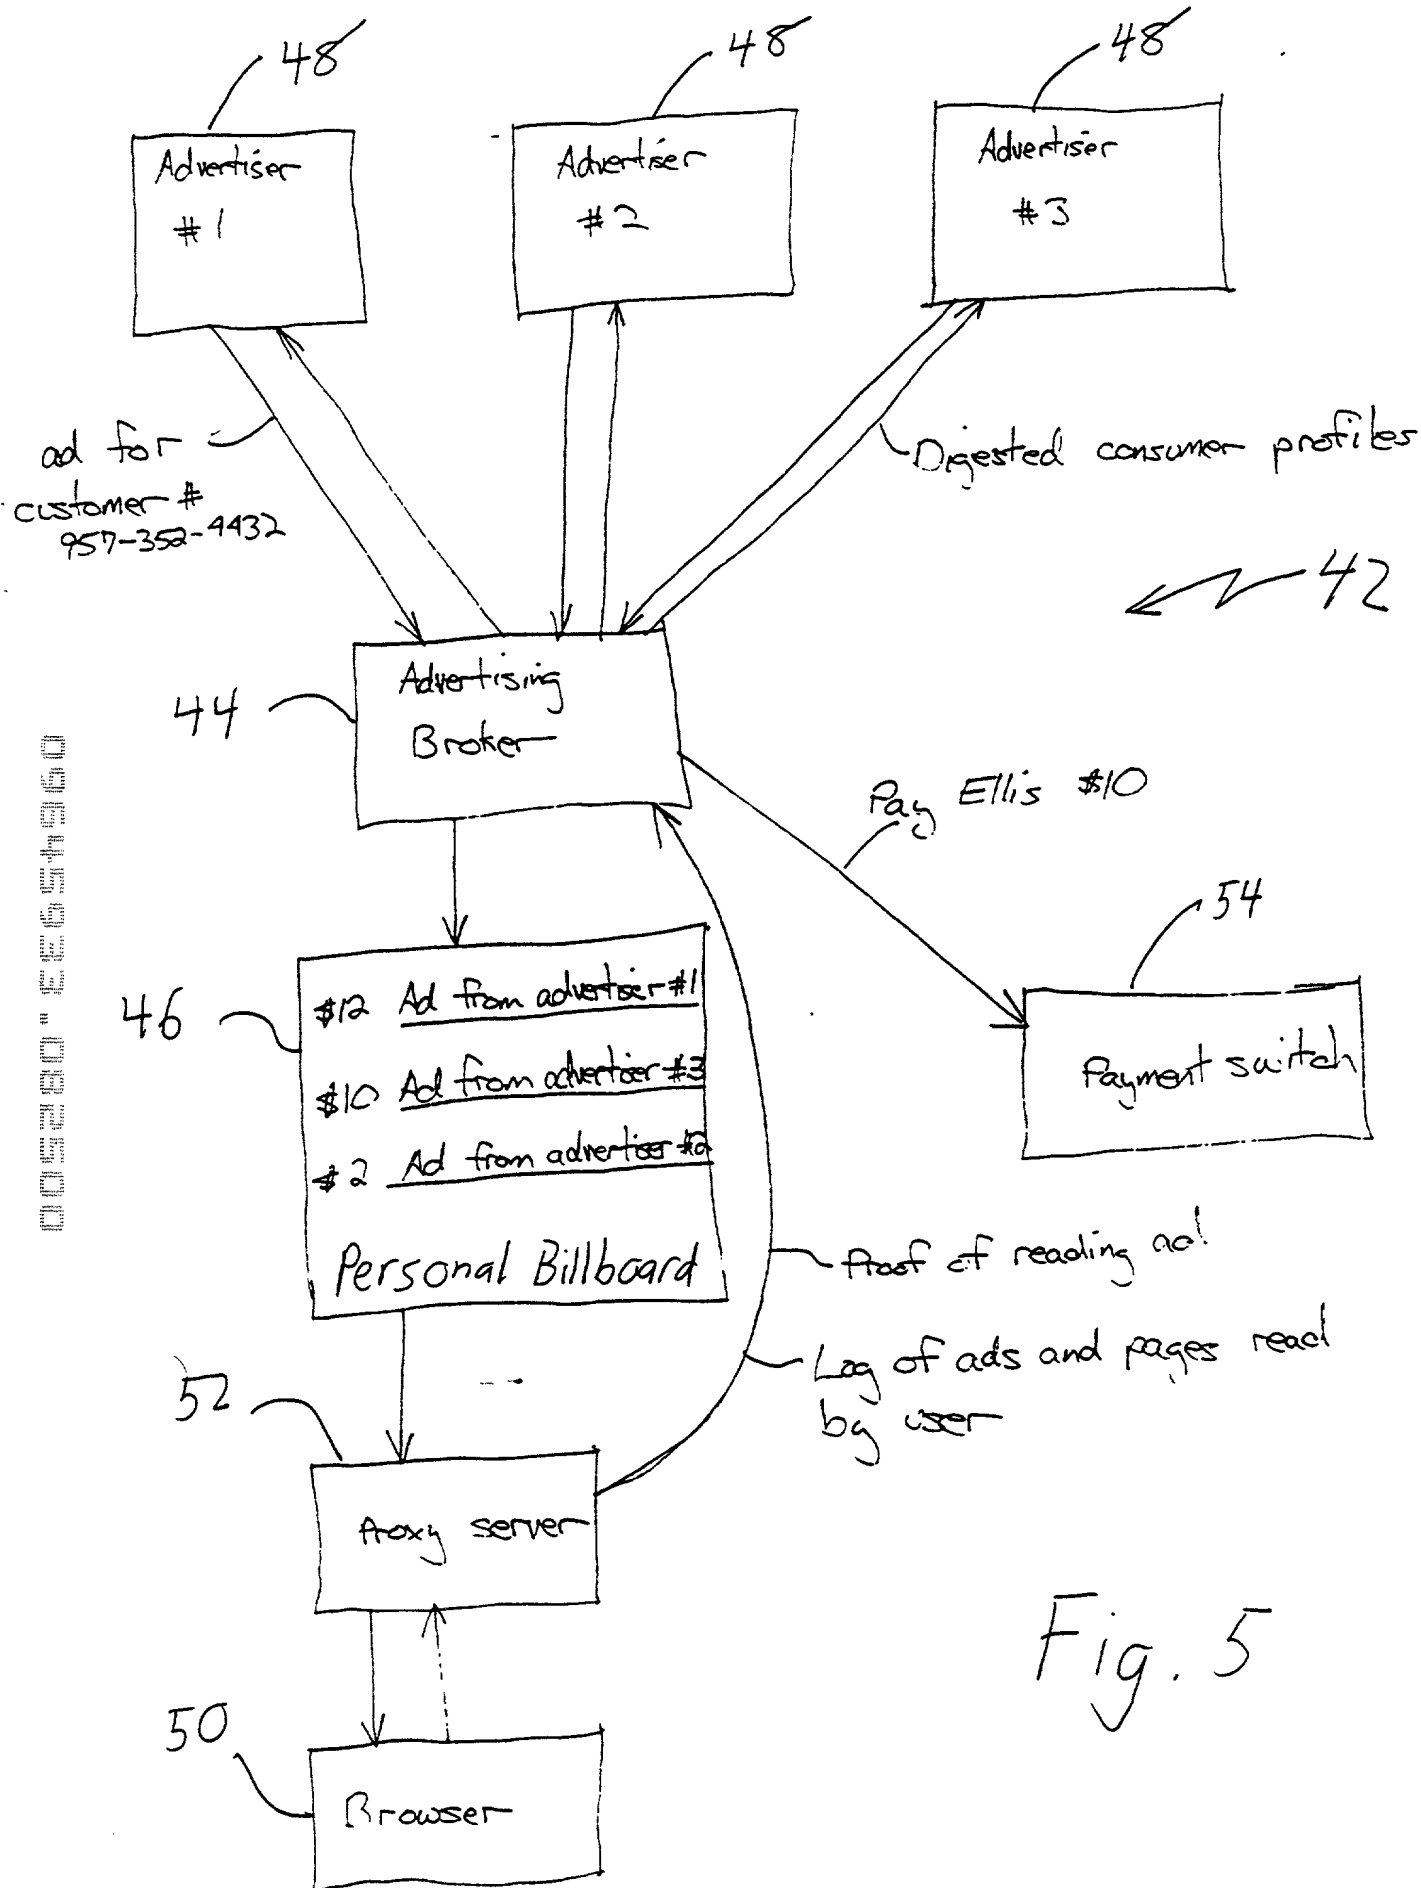 48
48
48
Advertiser
#1
Advertiser
#2
Advertiser
#3
ad for
customer #
957-352-4432
Digested consumer profiles
42
44
Advertising
Broker
Pay Ellis $10
54
46
$12 Ad from advertiser #1
$10 Ad from advertiser #3
$2 Ad from advertiser #2
Personal Billboard
Payment switch
Proof of reading ad
Log of ads and pages read
by user
52
Proxy server
50
Browser
Fig. 5